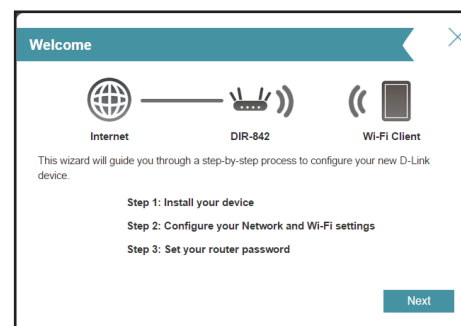 Welcome
Internet
DIR-842
Wi-Fi Client
This wizard will guide you through a step-by-step process to configure your new D-Link
device.
Step 1: Install your device
Step 2: Configure your Network and Wi-Fi settings
Step 3: Set your router password
Next